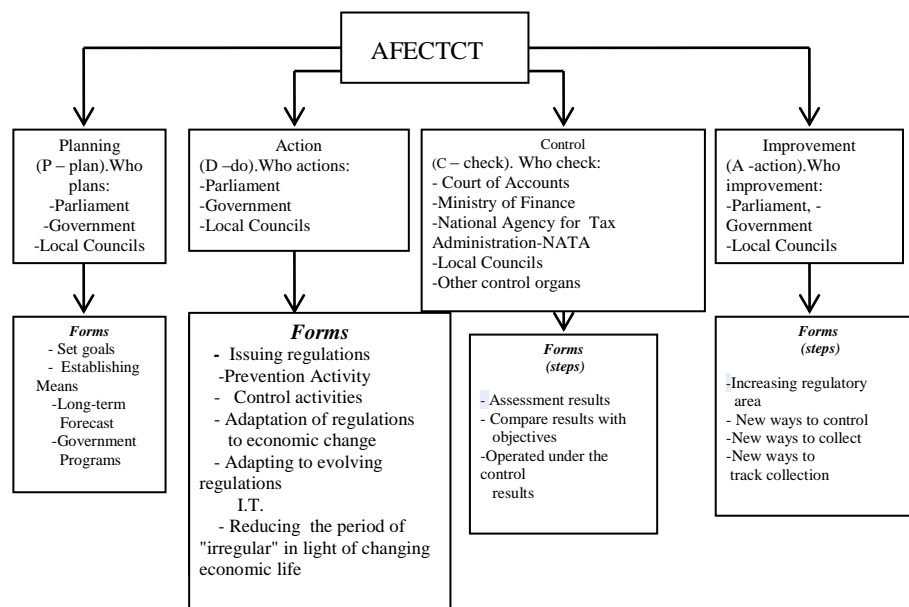 AFECTCT
Planning
(P – plan).Who
plans:
-Parliament
-Government
-Local Councils
Action
(D –do).Who actions:
-Parliament
-Government
-Local Councils
Control
(C – check). Who check:
- Court of Accounts
-Ministry of Finance
-National Agency for Tax
Administration-NATA
-Local Councils
-Other control organs
Improvement
(A -action).Who
improvement:
-Parliament, -
Government
-Local Councils
Forms
- Set goals
- Establishing
Means
-Long-term
Forecast
-Government
Programs
Forms
- Issuing regulations
-Prevention Activity
- Control activities
- Adaptation of regulations
to economic change
- Adapting to evolving
regulations
I.T.
- Reducing the period of
"irregular" in light of changing
economic life
Forms
(steps)
- Assessment results
- Compare results with
objectives
-Operated under the
control
results
Forms
(steps)
-Increasing regulatory
area
- New ways to control
-New ways to collect
-New ways to
track collection